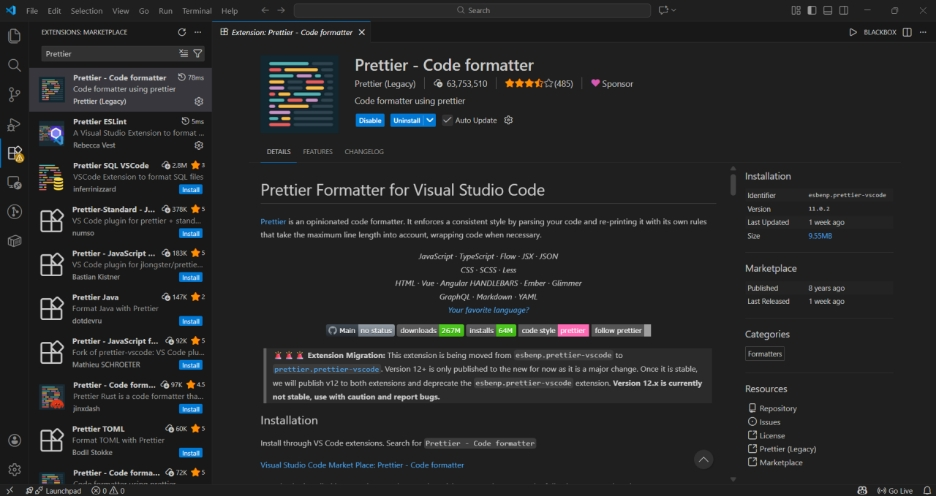 File Edit Selection View Go Run Terminal Help
Search
EXTENSIONS: MARKETPLACE
Prettier
Prettier - Code formatter 78ms
Code formatter using prettier
Prettier (Legacy)
Prettier ESLint 5ms
A Visual Studio Extension to format ...
Rebecca Vest
Prettier SQL VSCode 2.8M 3
VSCode Extension to format SQL files
inferrinizzard Install
Prettier-Standard - J... 378K 5
VS Code plugin for prettier + stand...
numso Install
Prettier - JavaScript ... 183K 5
VS Code plugin for jlongster/prettie...
Bastian Kistner Install
Prettier Java 147K 2
Format Java with Prettier
dotdevru Install
Prettier - JavaScript f... 92K 5
Fork of prettier-vscode: VS Code plu...
Mathieu SCHROETER Install
Prettier - Code form... 97K 4.5
Prettier Rust is a code formatter tha...
jinxdash Install
Prettier TOML 60K 5
Format TOML with Prettier
Bodil Stokke Install
Prettier - Code forma... 72K 5
Extension: Prettier - Code formatter
BLACKBOX
Prettier - Code formatter
Prettier (Legacy) 63,753,510 (485) Sponsor
Code formatter using prettier
Disable Uninstall Auto Update
DETAILS FEATURES CHANGELOG
Prettier Formatter for Visual Studio Code
Prettier is an opinionated code formatter. It enforces a consistent style by parsing your code and re-printing it with its own rules
that take the maximum line length into account, wrapping code when necessary.
JavaScript · TypeScript · Flow · JSX · JSON
CSS · SCSS · Less
HTML · Vue · Angular HANDLEBARS · Ember · Glimmer
GraphQL · Markdown · YAML
Your favorite language?
Main no status downloads 267M installs 64M code style prettier follow prettier
Extension Migration: This extension is being moved from esbenp.prettier-vscode to
prettier.prettier-vscode. Version 12+ is only published to the new for now as it is a major change. Once it is stable,
we will publish v12 to both extensions and deprecate the esbenp.prettier-vscode extension. Version 12.x is currently
not stable, use with caution and report bugs.
Installation
Install through VS Code extensions. Search for Prettier - Code formatter
Visual Studio Code Market Place: Prettier - Code formatter
Installation
Identifier esbenp.prettier-vscode
Version 11.0.2
Last Updated 1 week ago
Size 9.55MB
Marketplace
Published 8 years ago
Last Released 1 week ago
Categories
Formatters
Resources
Repository
Issues
License
Prettier (Legacy)
Marketplace
Launchpad 0 0
Go Live